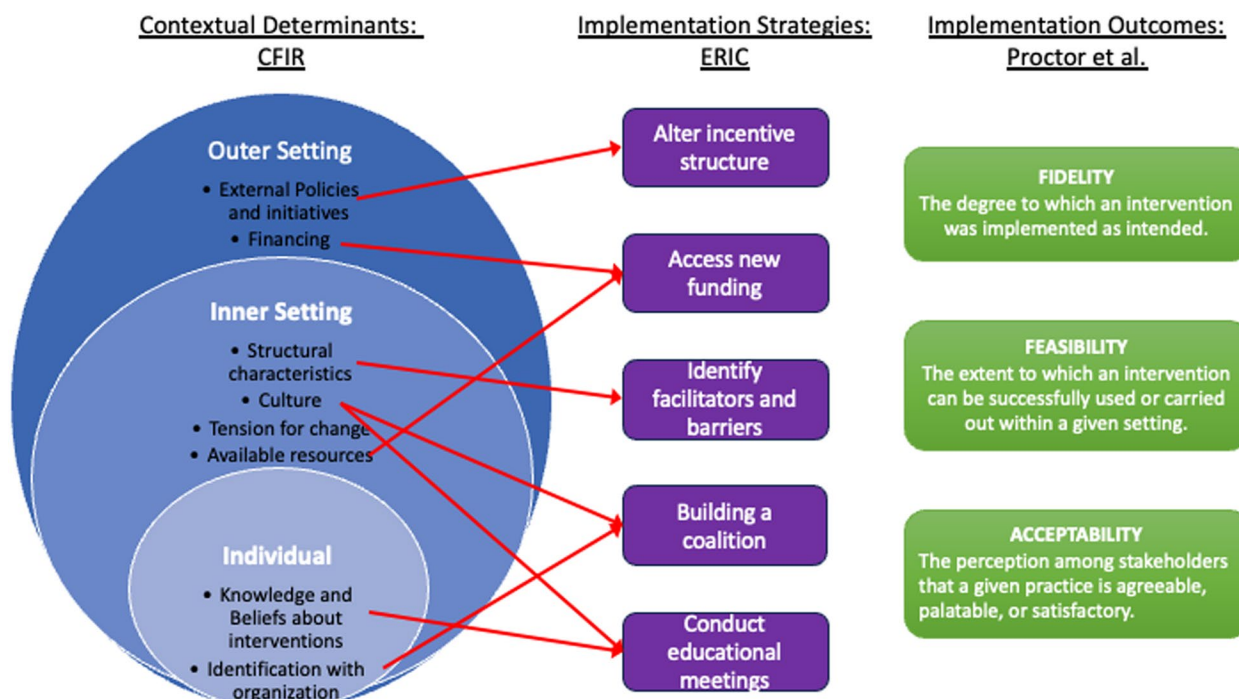 Contextual Determinants:
CFIR
Implementation Strategies:
ERIC
Implementation Outcomes:
Proctor et al.
Outer Setting
• External Policies
and initiatives
• Financing
Inner Setting
• Structural
characteristics
• Culture
• Tension for change
• Available resources
Individual
• Knowledge and
Beliefs about
interventions
• Identification with
organization
Alter incentive
structure
Access new
funding
Identify
facilitators and
barriers
Building a
coalition
Conduct
educational
meetings
FIDELITY
The degree to which an intervention
was implemented as intended.
FEASIBILITY
The extent to which an intervention
can be successfully used or carried
out within a given setting.
ACCEPTABILITY
The perception among stakeholders
that a given practice is agreeable,
palatable, or satisfactory.